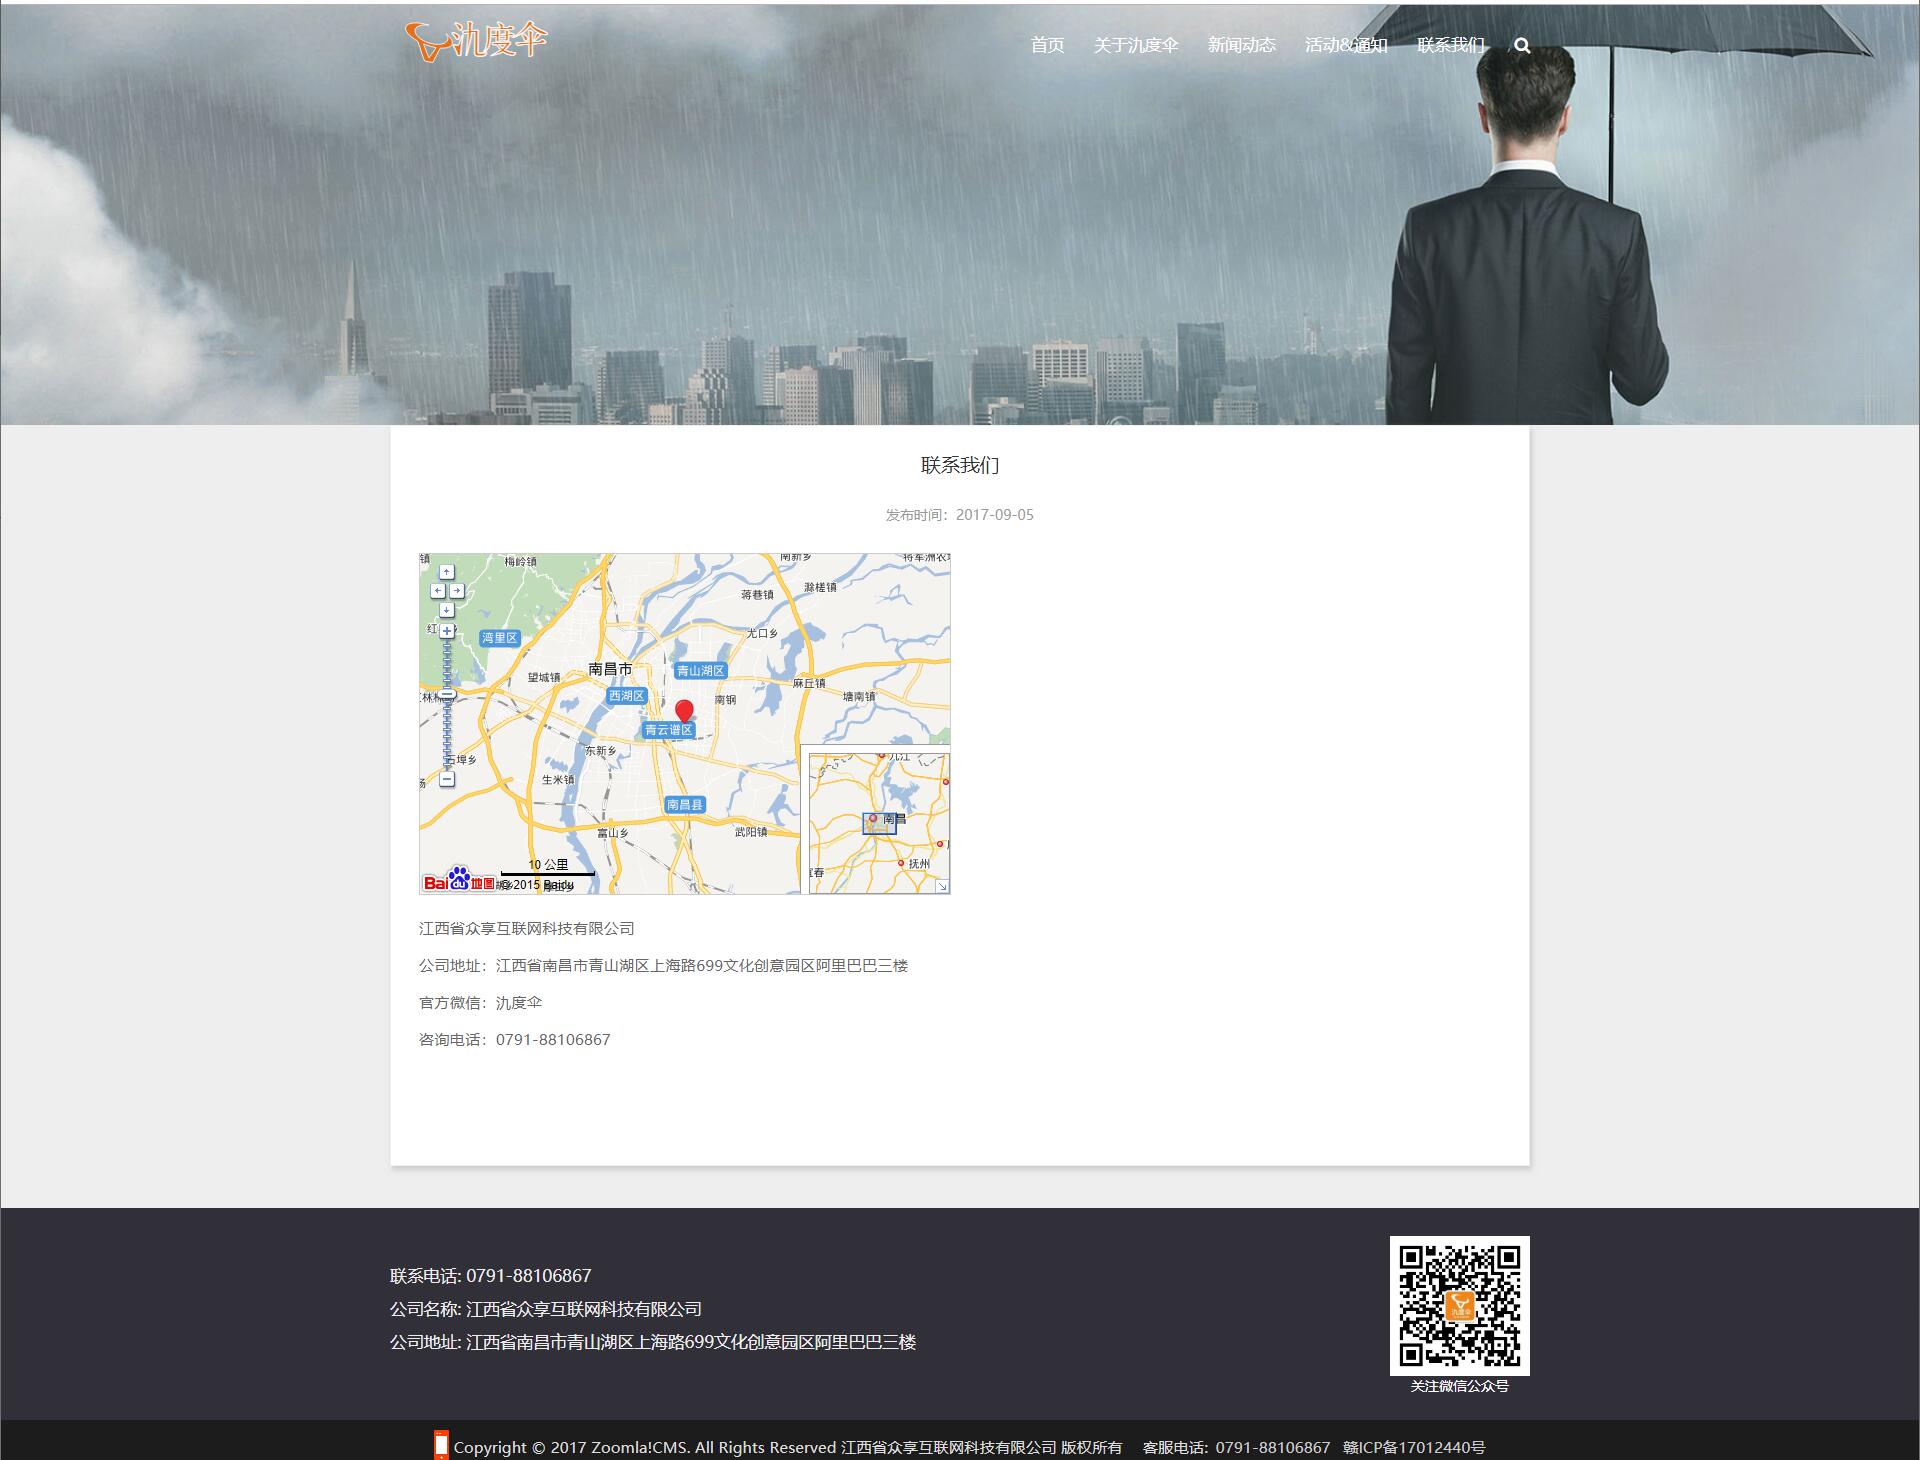 氿度伞
首页 关于氿度伞 新闻动态 活动&通知 联系我们
联系我们
发布时间：2017-09-05
镇 梅岭镇 南新乡
滁槎镇
蒋巷镇
尤口乡
湾里区
南昌市 青山湖区
望城镇 麻丘镇
西湖区 南钢 塘南镇
青云谱区
东新乡
生米镇
九江
南昌县
南昌
富山乡 武阳镇
10 公里
抚州
宜春
Bai du 地图 © 2015 Baidu
江西省众享互联网科技有限公司
公司地址：江西省南昌市青山湖区上海路699文化创意园区阿里巴巴三楼
官方微信：氿度伞
咨询电话：0791-88106867
联系电话: 0791-88106867
公司名称: 江西省众享互联网科技有限公司
公司地址: 江西省南昌市青山湖区上海路699文化创意园区阿里巴巴三楼
氿度伞
关注微信公众号
Copyright © 2017 Zoomla!CMS. All Rights Reserved 江西省众享互联网科技有限公司 版权所有 客服电话: 0791-88106867 赣ICP备17012440号